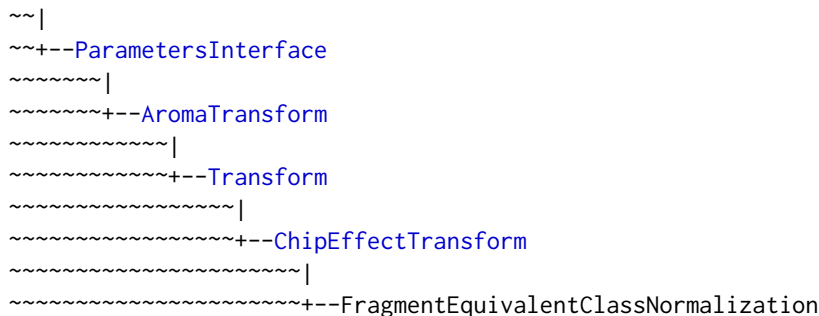 ~~|
~~+--ParametersInterface
~~~~~~~|
~~~~~~~+--AromaTransform
~~~~~~~~~~~~|
~~~~~~~~~~~~+--Transform
~~~~~~~~~~~~~~~~~|
~~~~~~~~~~~~~~~~~+--ChipEffectTransform
~~~~~~~~~~~~~~~~~~~~~~|
~~~~~~~~~~~~~~~~~~~~~~+--FragmentEquivalentClassNormalization